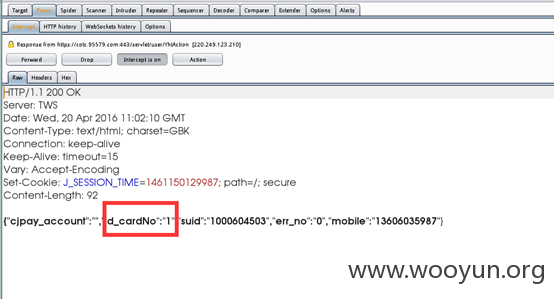 Target Proxy Spider Scanner Intruder Repeater Sequencer Decoder Comparer Extender Options Alerts
Intercept HTTP history WebSockets history Options
Response from https://cots.95579.com:443/servlet/user/YhlAction [220.249.123.210]
Forward Drop Intercept is on Action
Raw Headers Hex
HTTP/1.1 200 OK
Server: TWS
Date: Wed, 20 Apr 2016 11:02:10 GMT
Content-Type: text/html; charset=GBK
Connection: keep-alive
Keep-Alive: timeout=15
Vary: Accept-Encoding
Set-Cookie: J_SESSION_TIME=1461150129987; path=/; secure
Content-Length: 92
{"cjpay_account":"","d_cardNo":"1","suid":"1000604503","err_no":"0","mobile":"13606035987"}
www.wooyun.org